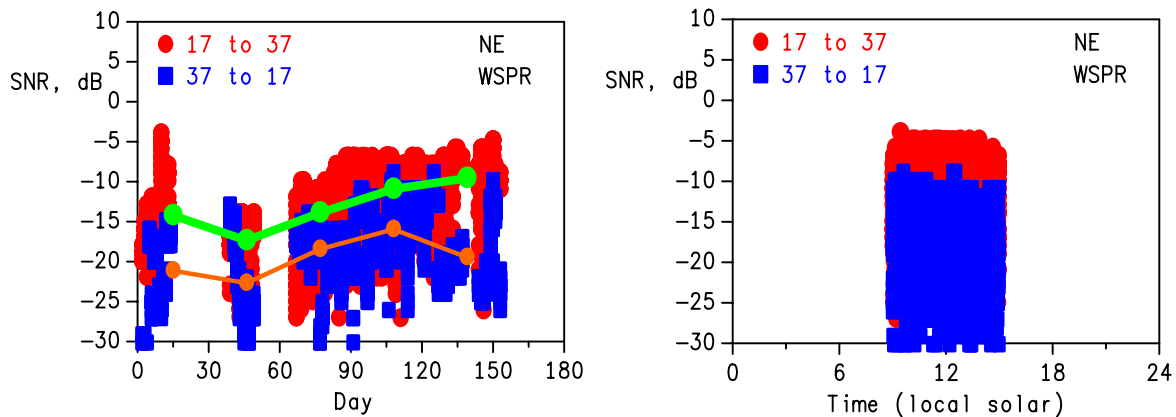 10
5
0
-5
-10
-15
-20
-25
-30
SNR, dB
17 to 37
37 to 17
NE
WSPR
0 30 60 90 120 150 180
Day
10
5
0
-5
-10
-15
-20
-25
-30
SNR, dB
17 to 37
37 to 17
NE
WSPR
0 6 12 18 24
Time (local solar)